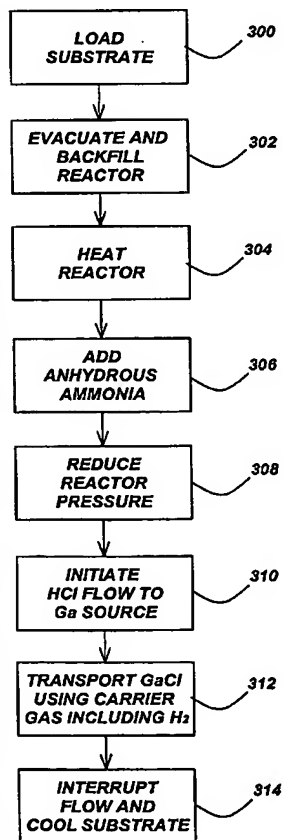 LOAD
SUBSTRATE
300
EVACUATE AND
BACKFILL
REACTOR
302
HEAT
REACTOR
304
ADD
ANHYDROUS
AMMONIA
306
REDUCE
REACTOR
PRESSURE
308
INITIATE
HCl FLOW TO
Ga SOURCE
310
TRANSPORT GaCl
USING CARRIER
GAS INCLUDING H₂
312
INTERRUPT
FLOW AND
COOL SUBSTRATE
314